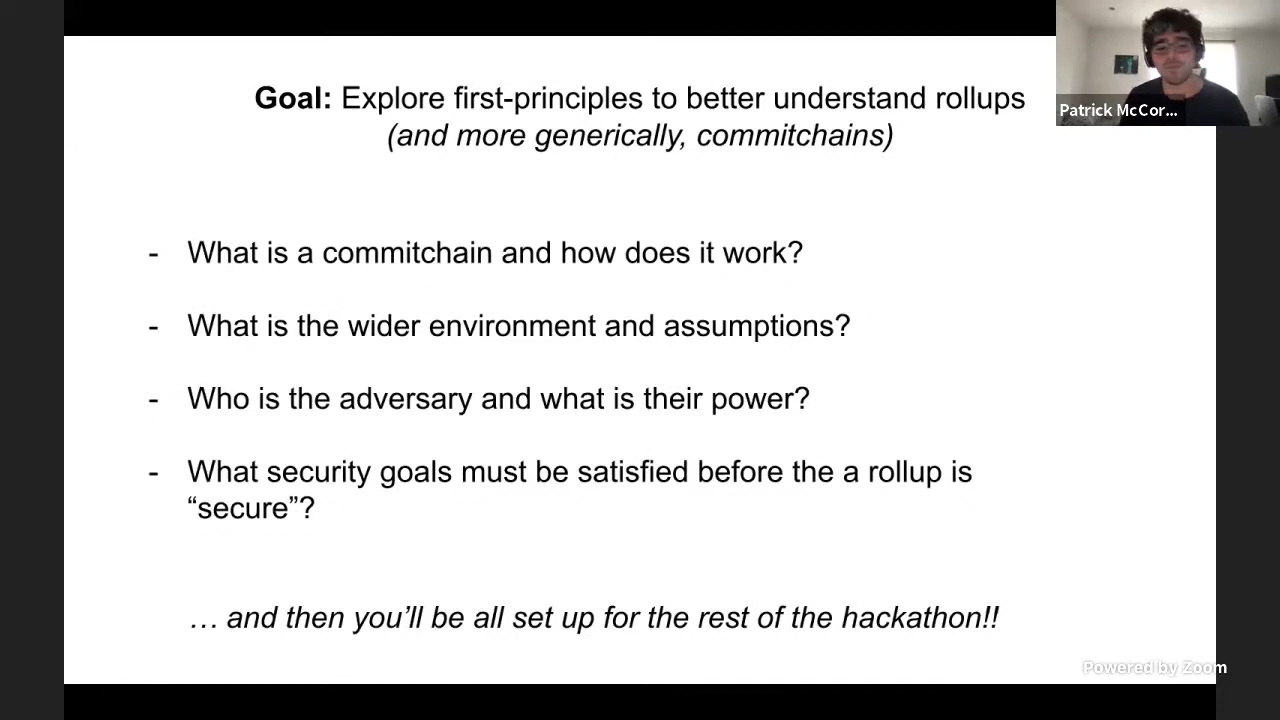 Goal: Explore first-principles to better understand rollups
(and more generically, commitchains)
Patrick McCor...
- What is a commitchain and how does it work?
- What is the wider environment and assumptions?
- Who is the adversary and what is their power?
- What security goals must be satisfied before the a rollup is
“secure”?
… and then you’ll be all set up for the rest of the hackathon!!
Powered by Zoom